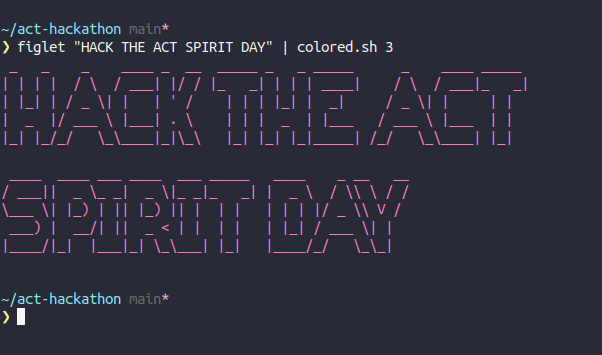 ~/act-hackathon main*
❯ figlet "HACK THE ACT SPIRIT DAY" | colored.sh 3
HACK THE ACT
SPIRIT DAY
~/act-hackathon main*
❯